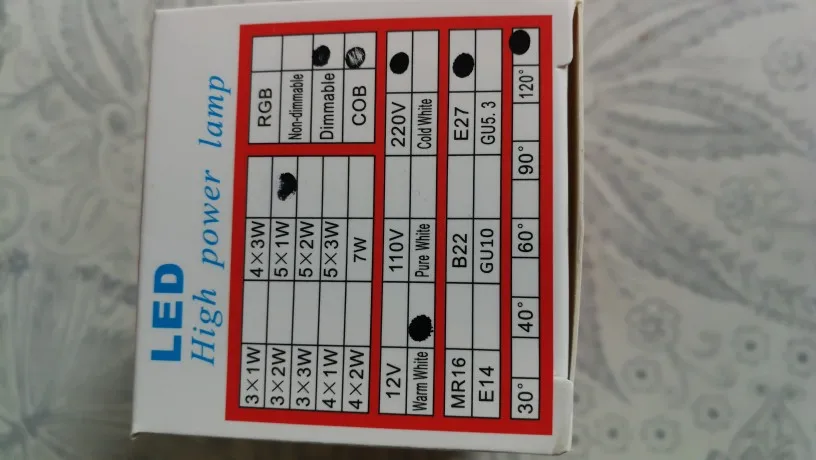 LED
High power lamp
3×1W 4×3W RGB
3×2W 5×1W Non-dimmable
3×3W 5×2W Dimmable
4×1W 5×3W COB
4×2W 7W
12V 110V 220V
Warm White Pure White Cold White
MR16 B22 E27
E14 GU10 GU5.3
30° 40° 60° 90° 120°